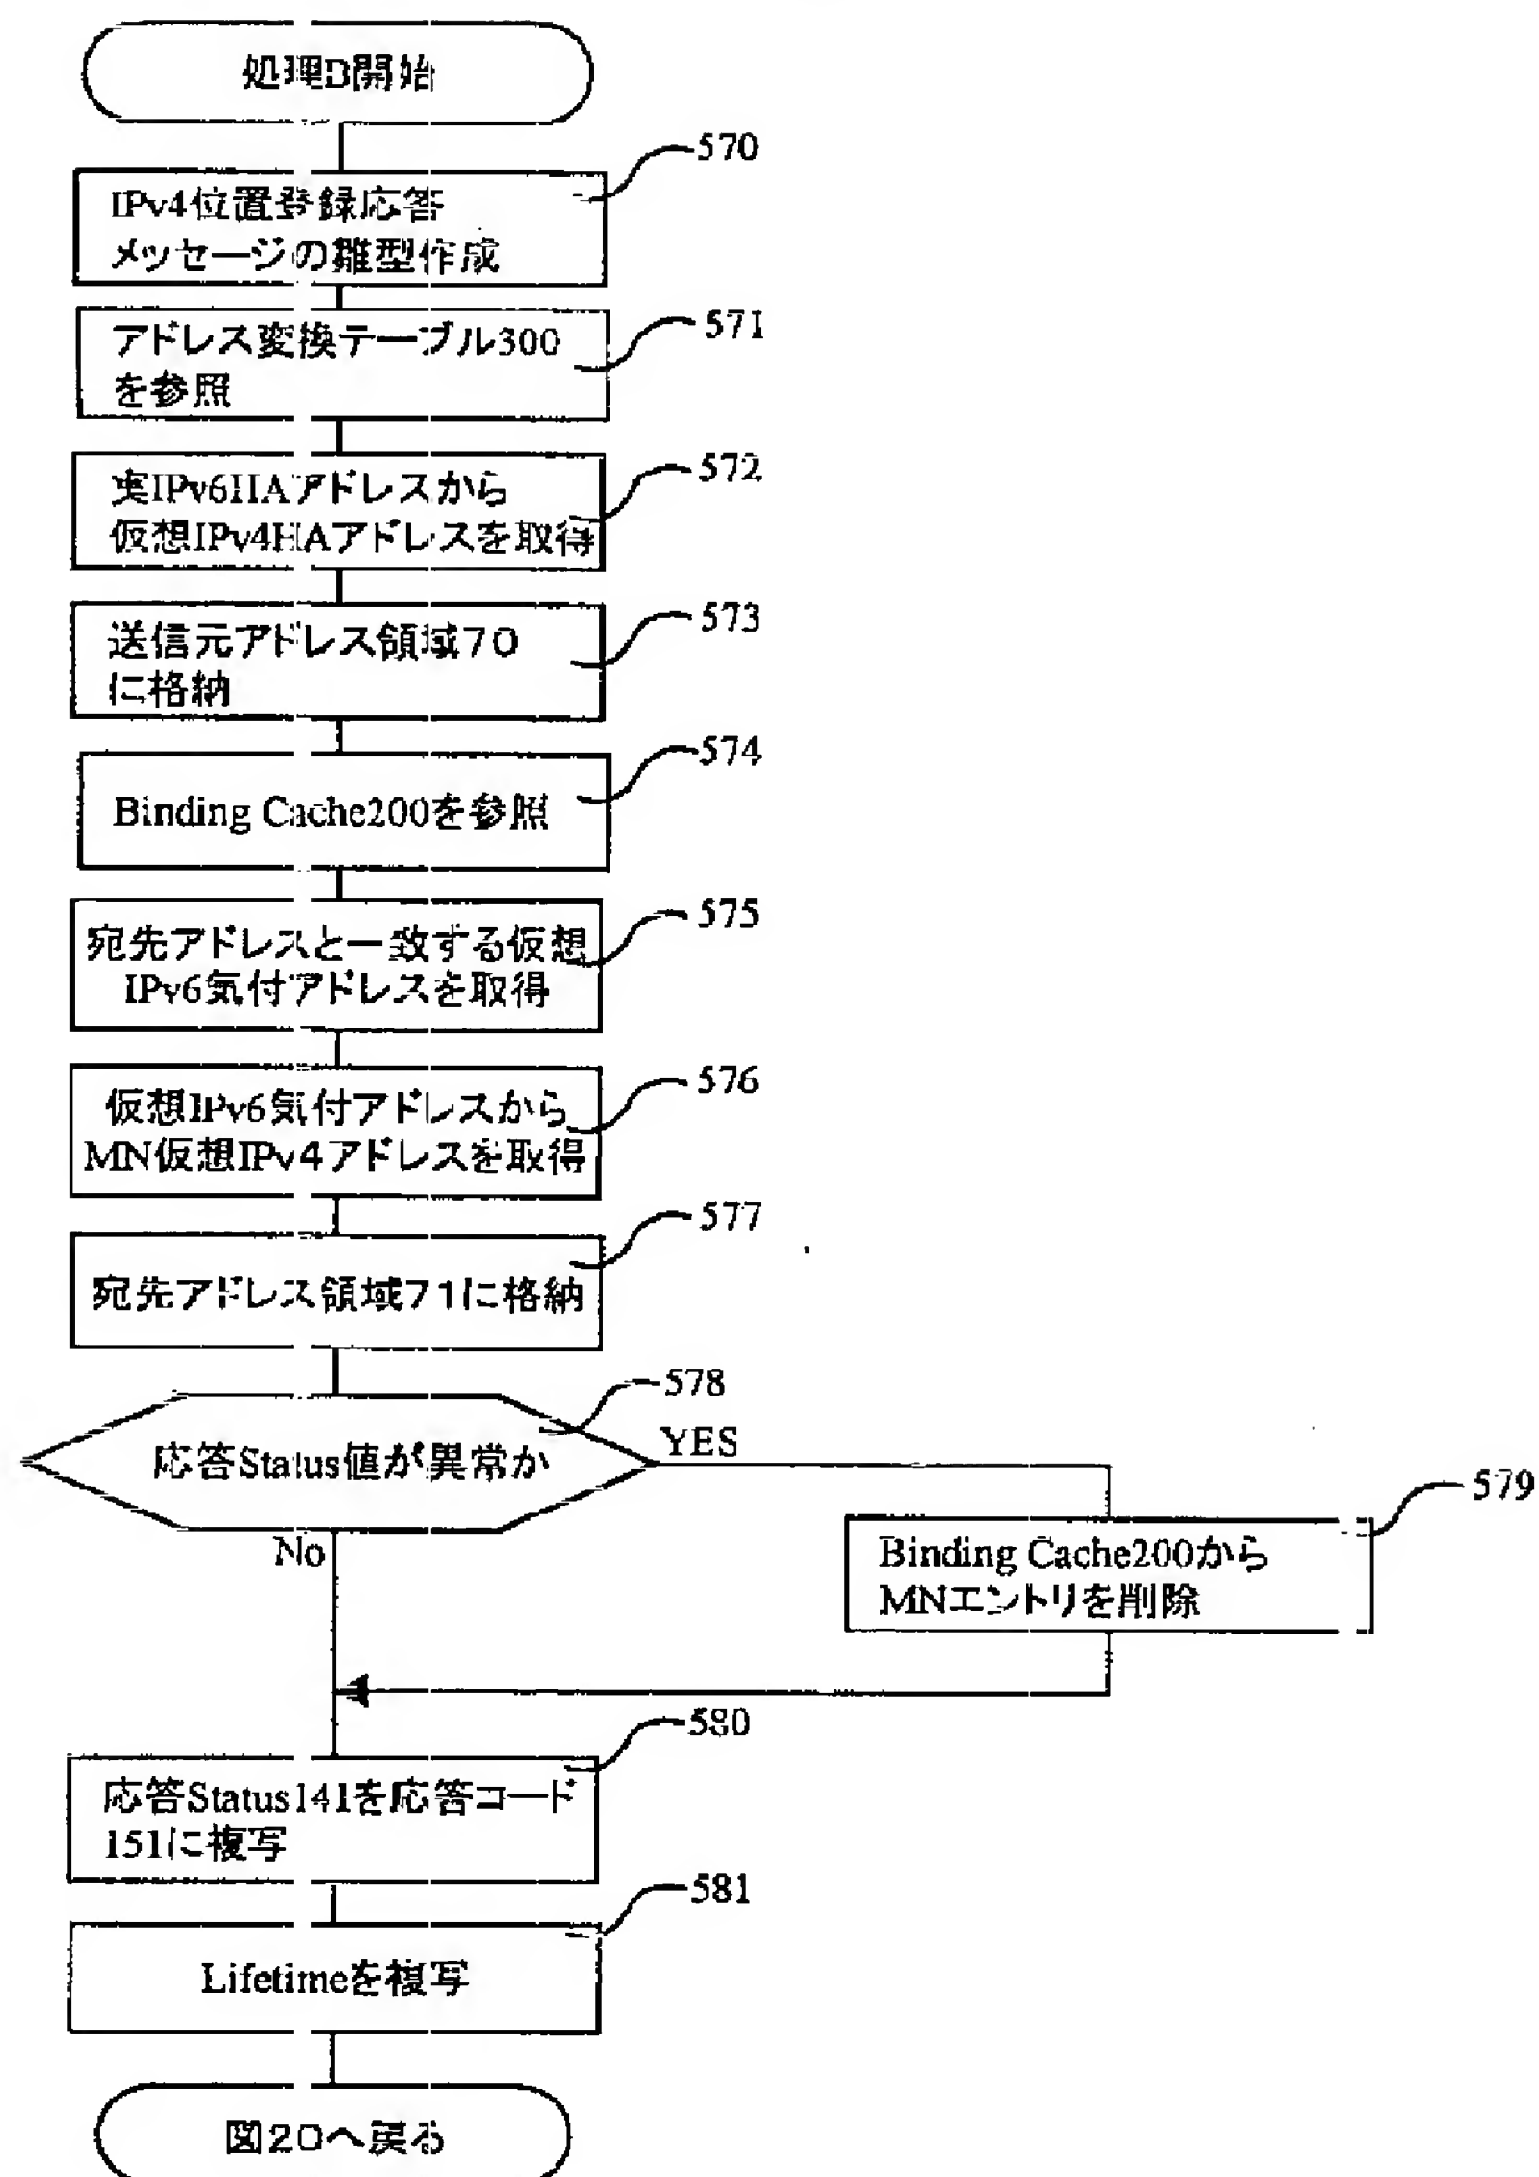 処理D開始
570
IPv4位置登録応答
メッセージの雛型作成
571
アドレス変換テーブル300
を参照
572
実IPv6HAアドレスから
仮想IPv4HAアドレスを取得
573
送信元アドレス領域70
に格納
574
Binding Cache200を参照
575
宛先アドレスと一致する仮想
IPv6気付アドレスを取得
576
仮想IPv6気付アドレスから
MN仮想IPv4アドレスを取得
577
宛先アドレス領域71に格納
578
応答Status値が異常か
YES
No
579
Binding Cache200から
MNエントリを削除
580
応答Status141を応答コード
151に複写
581
Lifetimeを複写
図20へ戻る